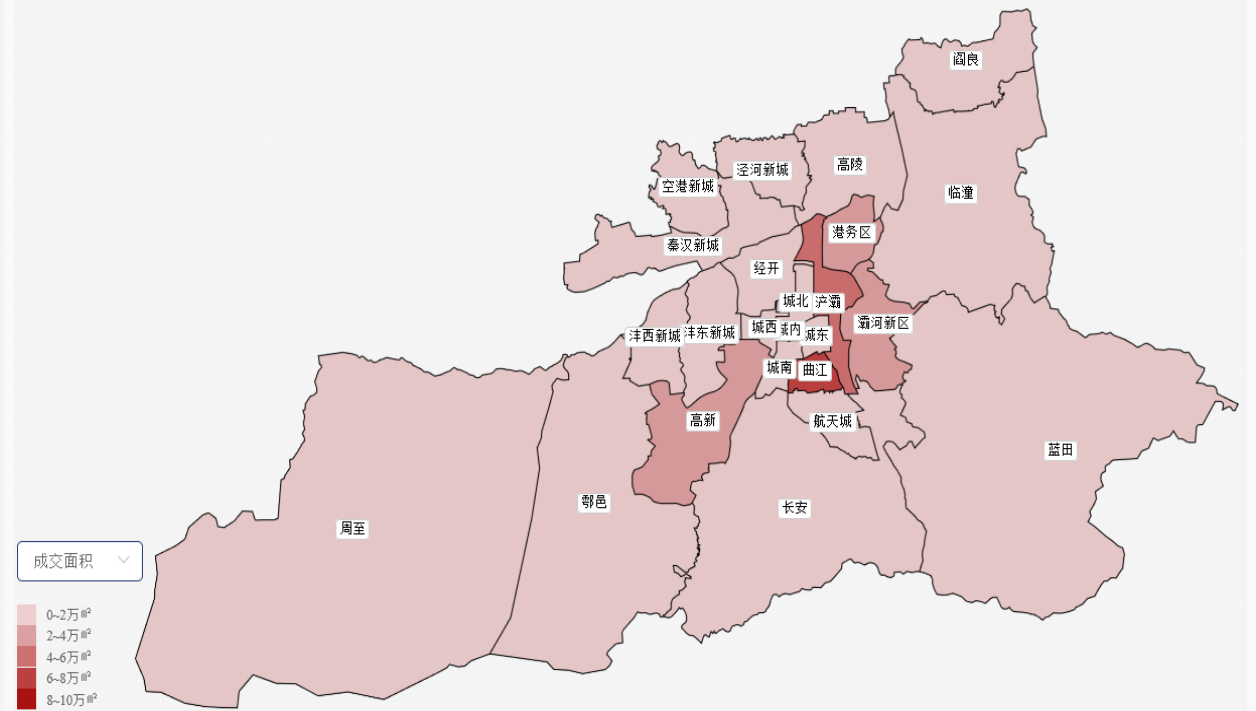 阎良
泾河新城
高陵
空港新城
临潼
港务区
秦汉新城
经开
城北
浐灞
灞河新区
沣西新城
沣东新城
城西
城内
城东
城南
曲江
高新
航天城
蓝田
鄠邑
长安
周至
成交面积
0~2万㎡
2~4万㎡
4~6万㎡
6~8万㎡
8~10万㎡